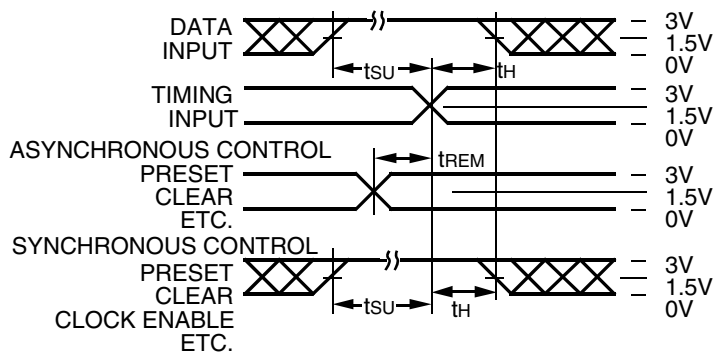 DATA
INPUT
3V
1.5V
0V
tSU
tH
TIMING
INPUT
3V
1.5V
0V
ASYNCHRONOUS CONTROL
tREM
PRESET
CLEAR
ETC.
3V
1.5V
0V
SYNCHRONOUS CONTROL
PRESET
CLEAR
CLOCK ENABLE
ETC.
3V
1.5V
0V
tSU
tH